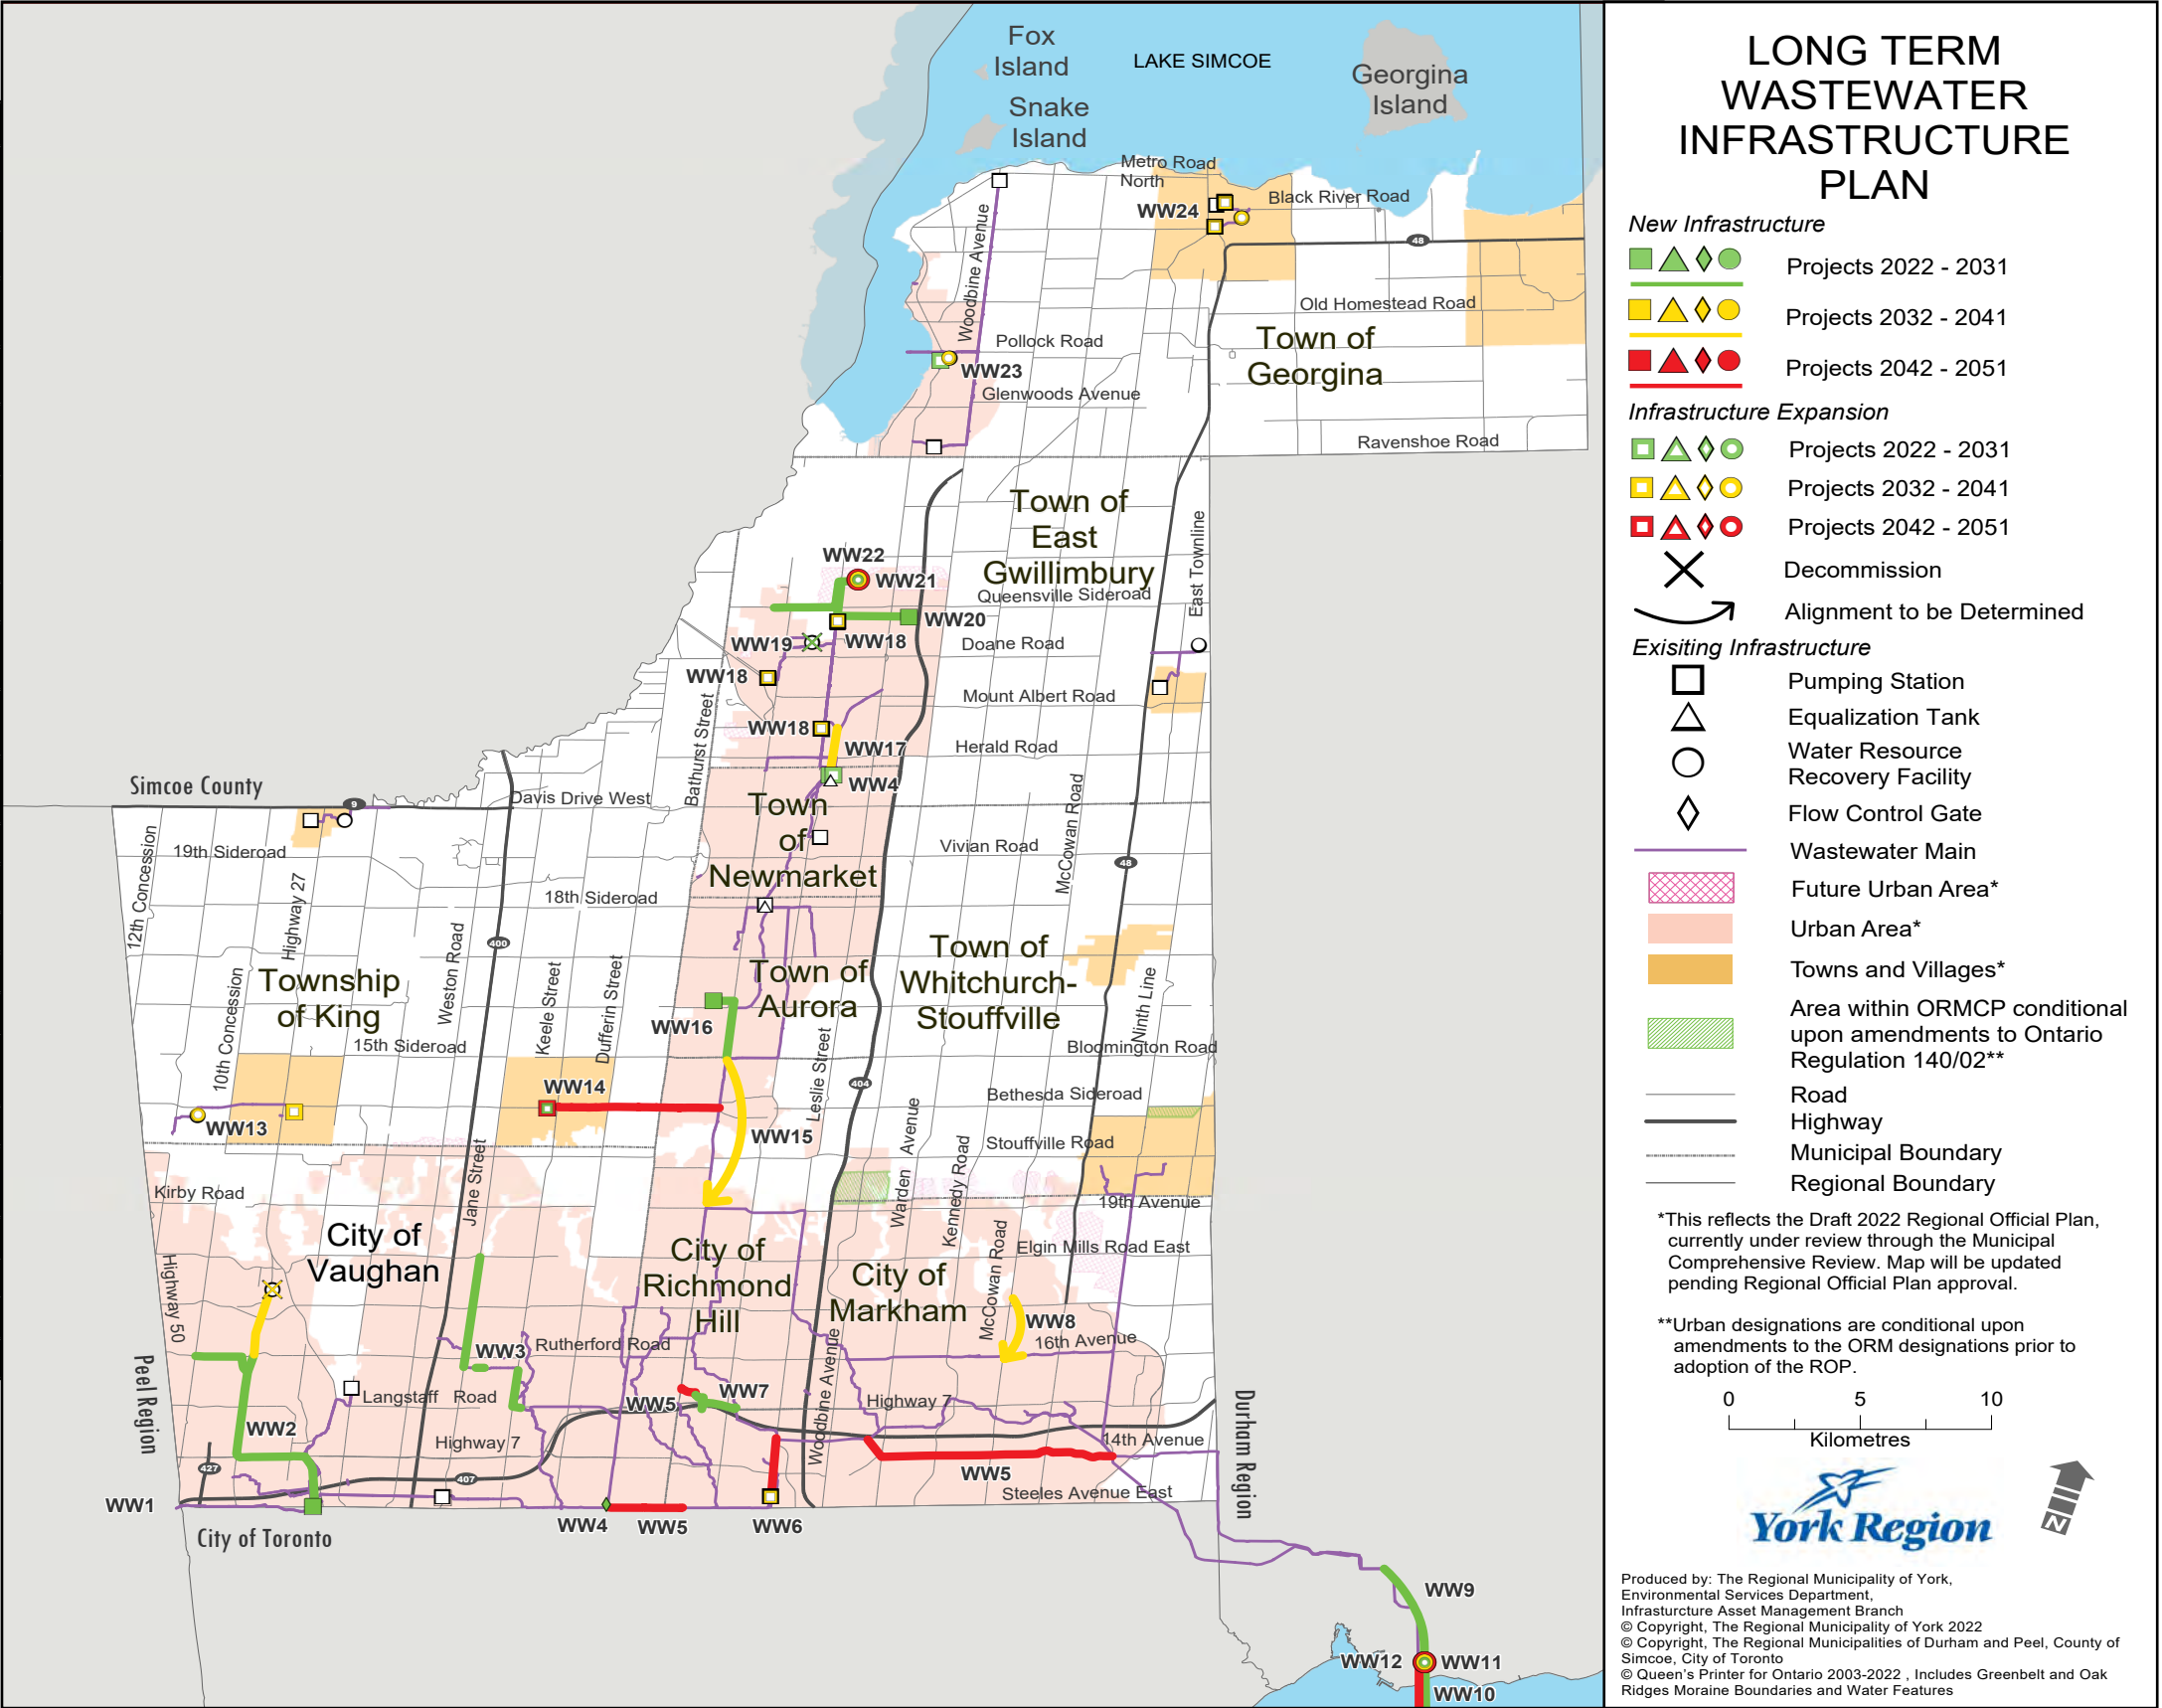 Fox
Island
LAKE SIMCOE
Georgina
Island
Snake
Island
Metro Road
North
Black River Road
WW24
48
Woodbine Avenue
Old Homestead Road
Pollock Road
Town of
Georgina
WW23
Glenwoods Avenue
Ravenshoe Road
Town of
East
Gwillimbury
East Townline
WW22
WW21
Queensville Sideroad
WW20
WW19
WW18
Doane Road
WW18
Mount Albert Road
Bathurst Street
WW18
WW17
Herald Road
WW4
Simcoe County
9
Davis Drive West
Town
of
Newmarket
McCowan Road
12th Concession
19th Sideroad
Vivian Road
48
Highway 27
18th Sideroad
Weston Road
400
Town of
Whitchurch-
Stouffville
Township
of King
10th Concession
Keele Street
Dufferin Street
Town of
Aurora
Ninth Line
WW16
Leslie Street
15th Sideroad
Bloomington Road
404
WW14
Bethesda Sideroad
WW13
WW15
Warden Avenue
Stouffville Road
Jane Street
Kennedy Road
Kirby Road
19th Avenue
City of
Vaughan
City of
Richmond
Hill
City of
Markham
McCowan Road
Elgin Mills Road East
Highway 50
WW8
16th Avenue
WW3
Rutherford Road
Woodbine Avenue
Peel Region
Langstaff Road
WW5
WW7
Highway 7
Durham Region
WW2
Highway 7
14th Avenue
427
407
WW5
WW1
Steeles Avenue East
City of Toronto
WW4
WW5
WW6
WW9
WW12
WW11
WW10
LONG TERM
WASTEWATER
INFRASTRUCTURE
PLAN
New Infrastructure
Projects 2022 - 2031
Projects 2032 - 2041
Projects 2042 - 2051
Infrastructure Expansion
Projects 2022 - 2031
Projects 2032 - 2041
Projects 2042 - 2051
Decommission
Alignment to be Determined
Exisiting Infrastructure
Pumping Station
Equalization Tank
Water Resource
Recovery Facility
Flow Control Gate
Wastewater Main
Future Urban Area*
Urban Area*
Towns and Villages*
Area within ORMCP conditional
upon amendments to Ontario
Regulation 140/02**
Road
Highway
Municipal Boundary
Regional Boundary
*This reflects the Draft 2022 Regional Official Plan,
currently under review through the Municipal
Comprehensive Review. Map will be updated
pending Regional Official Plan approval.
**Urban designations are conditional upon
amendments to the ORM designations prior to
adoption of the ROP.
0 5 10
Kilometres
York Region
N
Produced by: The Regional Municipality of York,
Environmental Services Department,
Infrasturcture Asset Management Branch
© Copyright, The Regional Municipality of York 2022
© Copyright, The Regional Municipalities of Durham and Peel, County of
Simcoe, City of Toronto
© Queen's Printer for Ontario 2003-2022 , Includes Greenbelt and Oak
Ridges Moraine Boundaries and Water Features